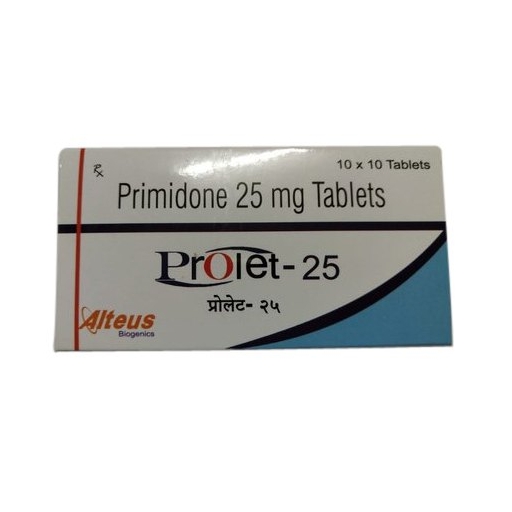 ℞
10 x 10 Tablets
Primidone 25 mg Tablets
Prolet- 25
प्रोलेट- २५
Alteus
Biogenics